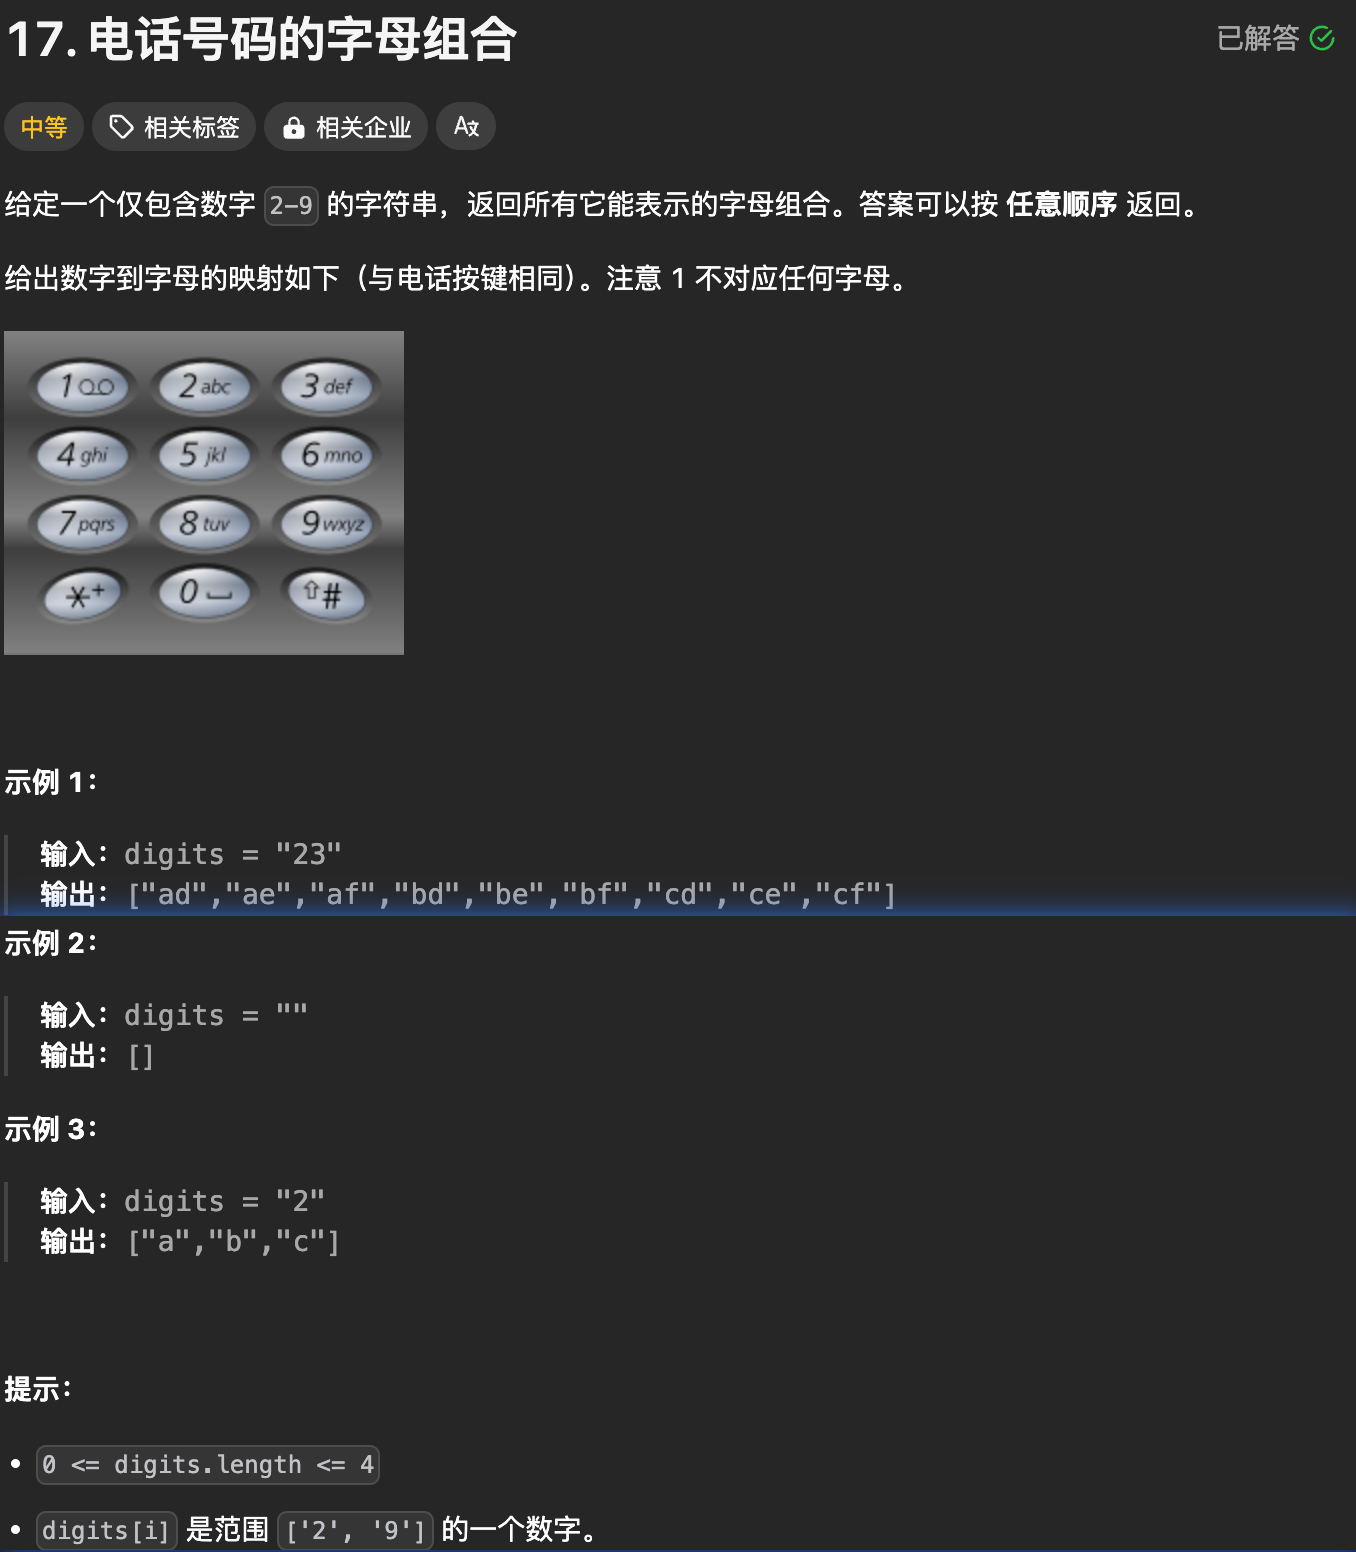 17. 电话号码的字母组合
已解答
中等 相关标签 相关企业
给定一个仅包含数字 2-9 的字符串，返回所有它能表示的字母组合。答案可以按 任意顺序 返回。
给出数字到字母的映射如下（与电话按键相同）。注意 1 不对应任何字母。
1 2 abc 3 def
4 ghi 5 jkl 6 mno
7 pqrs 8 tuv 9 wxyz
* + 0 #
示例 1：
输入：digits = "23"
输出：["ad","ae","af","bd","be","bf","cd","ce","cf"]
示例 2：
输入：digits = ""
输出：[]
示例 3：
输入：digits = "2"
输出：["a","b","c"]
提示：
• 0 <= digits.length <= 4
• digits[i] 是范围 ['2', '9'] 的一个数字。